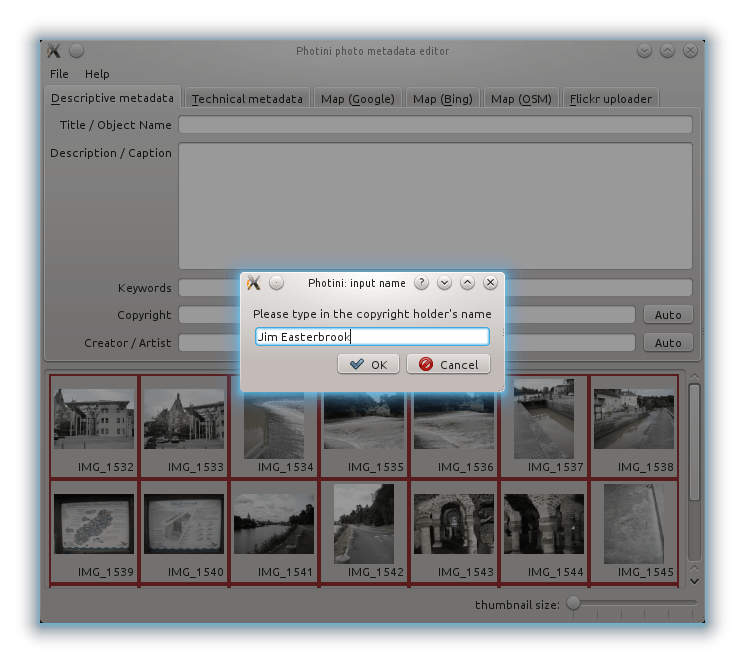 Photini photo metadata editor
File Help
Descriptive metadata Technical metadata Map (Google) Map (Bing) Map (OSM) Flickr uploader
Title / Object Name
Description / Caption
Keywords
Copyright Auto
Creator / Artist Auto
Photini: input name ?
Please type in the copyright holder's name
Jim Easterbrook
OK Cancel
IMG_1532 IMG_1533 IMG_1534 IMG_1535 IMG_1536 IMG_1537 IMG_1538
IMG_1539 IMG_1540 IMG_1541 IMG_1542 IMG_1543 IMG_1544 IMG_1545
thumbnail size: